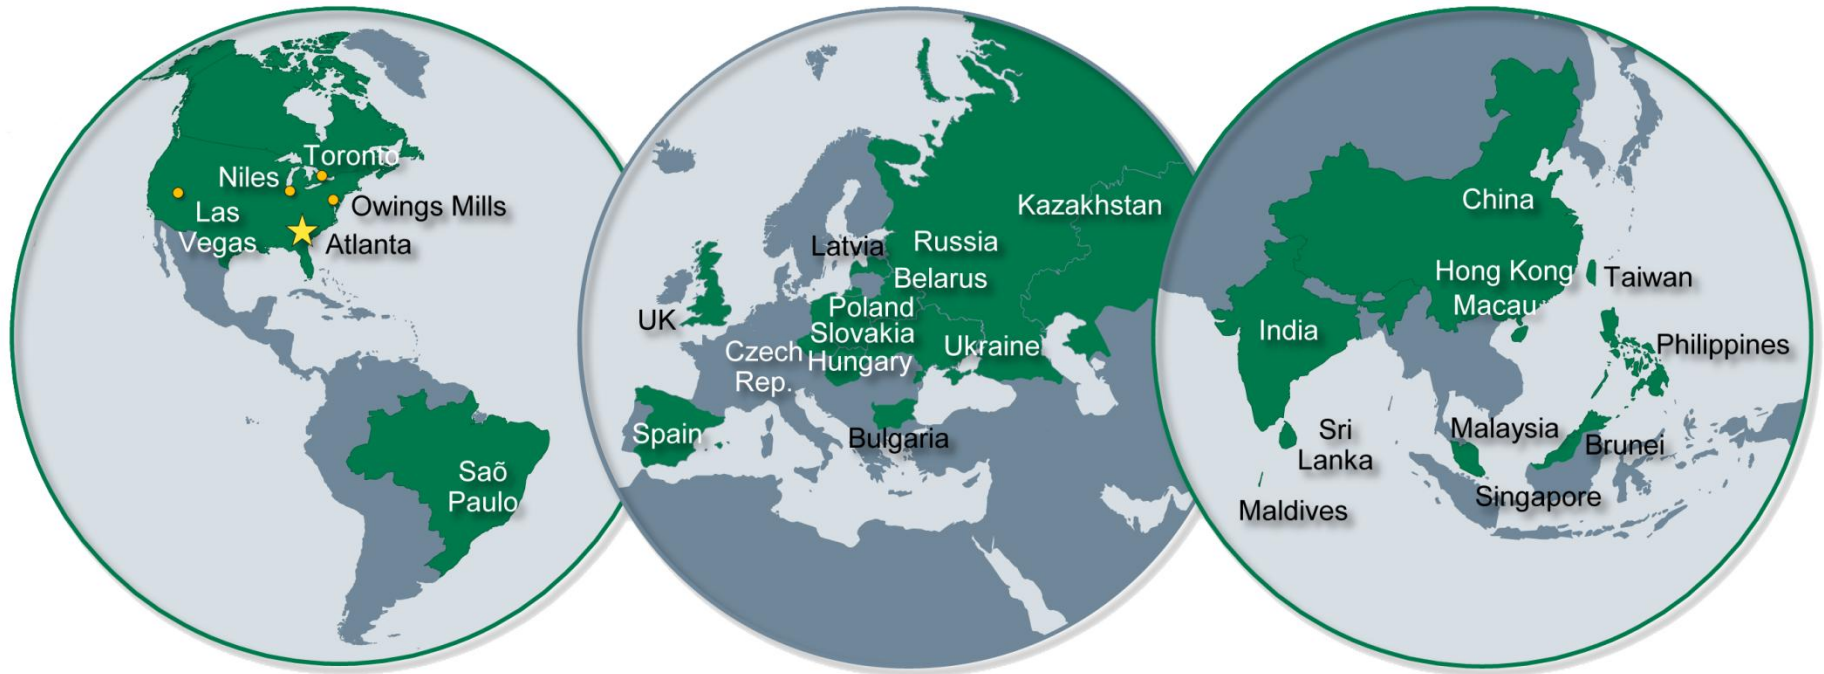 Toronto
Niles
Las
Vegas
Owings Mills
Atlanta
Saõ
Paulo
Kazakhstan
Latvia
Russia
Belarus
UK
Poland
Slovakia
Czech
Rep.
Hungary
Ukraine
Spain
Bulgaria
China
Hong Kong
Macau
Taiwan
India
Philippines
Sri
Lanka
Malaysia
Brunei
Singapore
Maldives